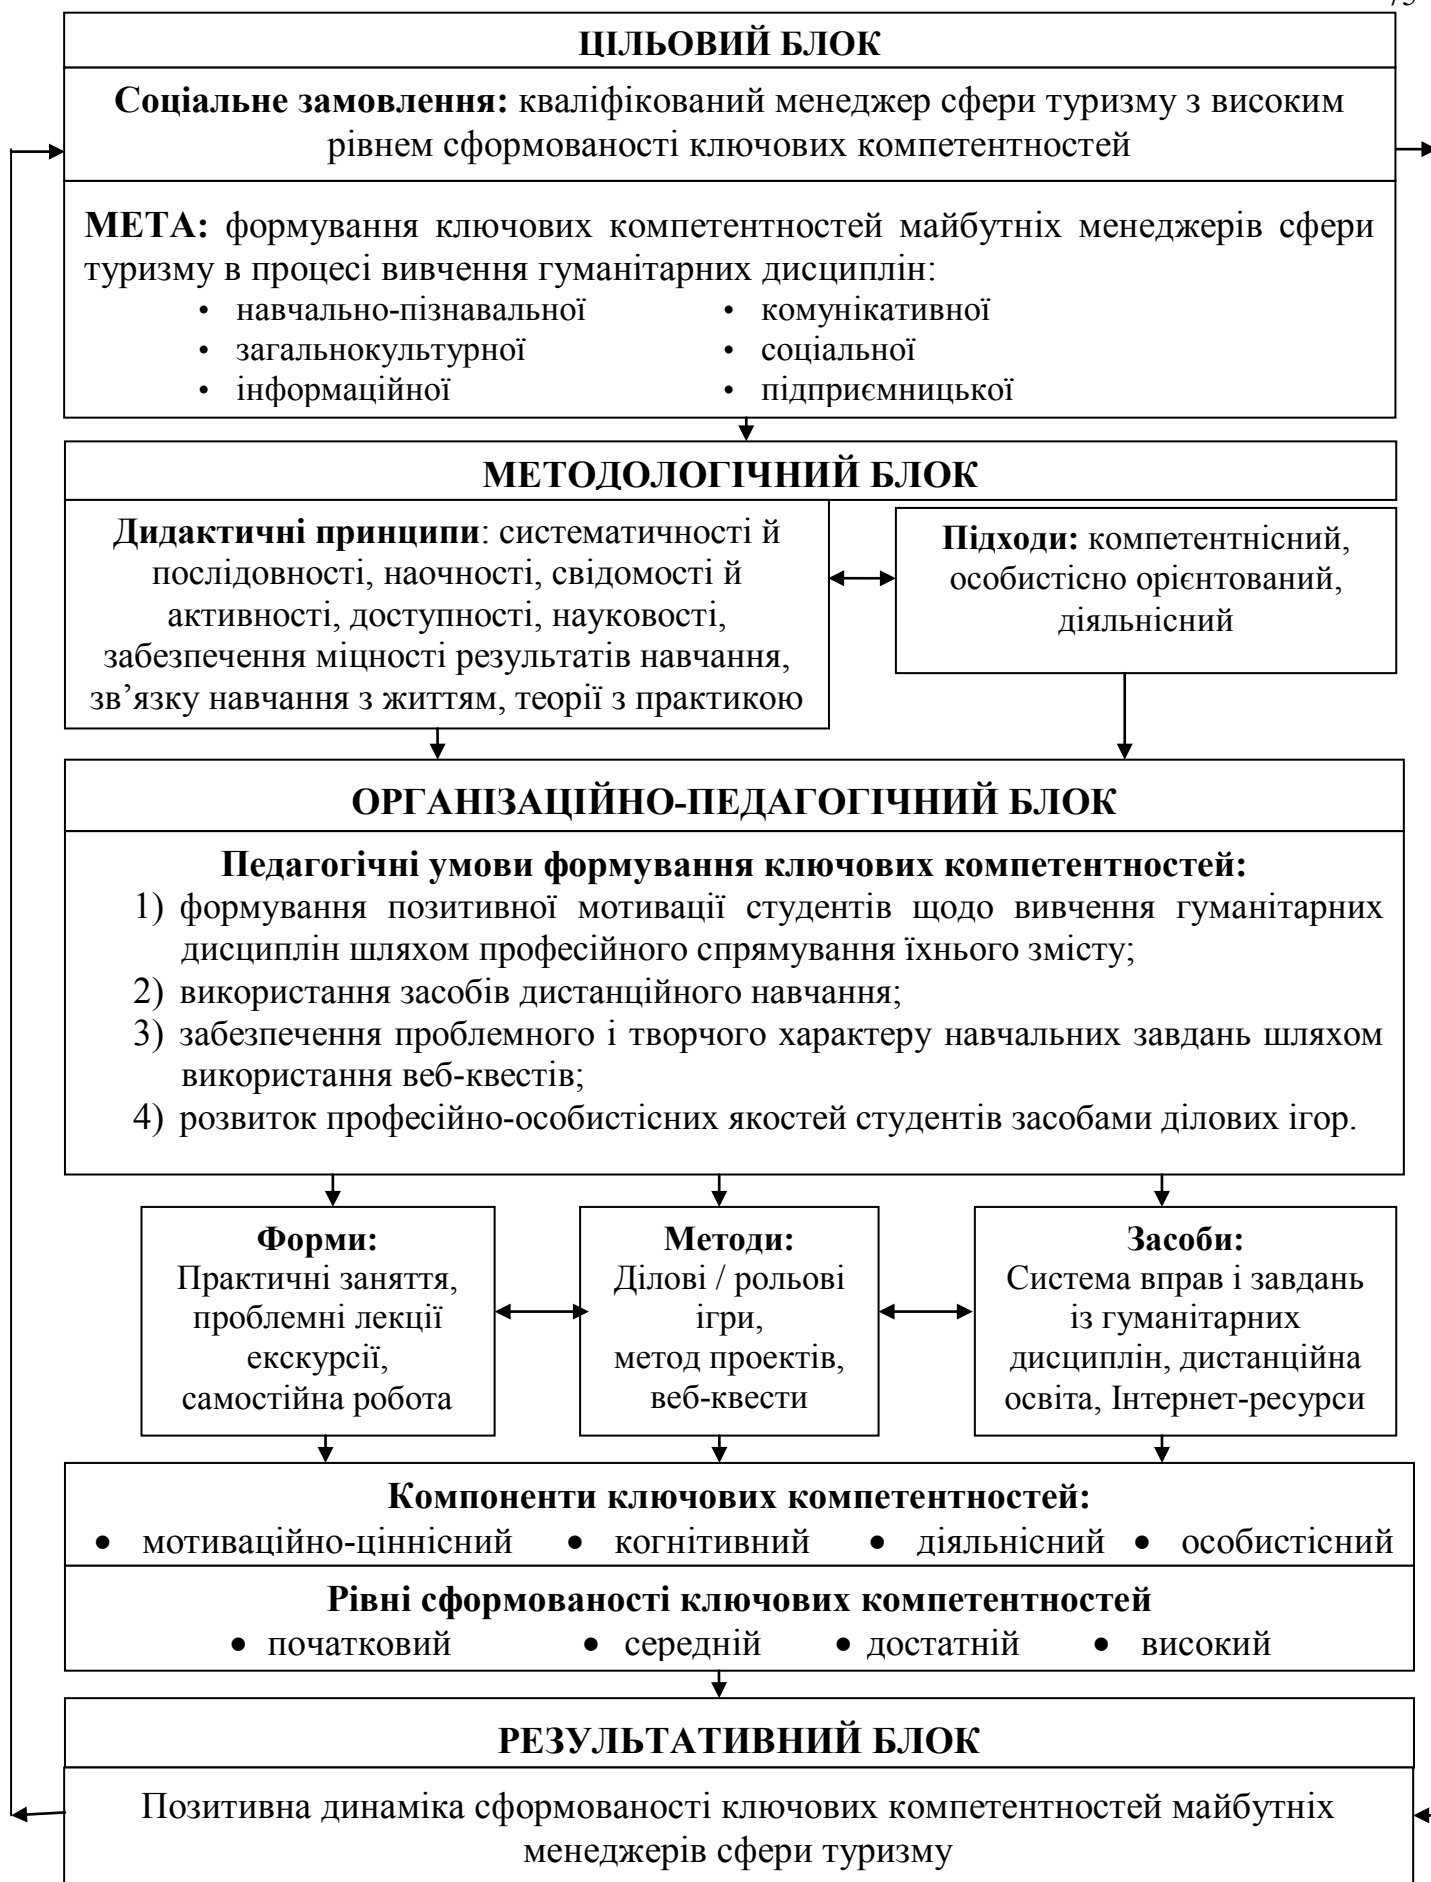 ЦІЛЬОВИЙ БЛОК
Соціальне замовлення: кваліфікований менеджер сфери туризму з високим
рівнем сформованості ключових компетентностей
МЕТА: формування ключових компетентностей майбутніх менеджерів сфери
туризму в процесі вивчення гуманітарних дисциплін:
• навчально-пізнавальної • комунікативної
• загальнокультурної • соціальної
• інформаційної • підприємницької
МЕТОДОЛОГІЧНИЙ БЛОК
Дидактичні принципи: систематичності й
послідовності, наочності, свідомості й
активності, доступності, науковості,
забезпечення міцності результатів навчання,
зв’язку навчання з життям, теорії з практикою
Підходи: компетентнісний,
особистісно орієнтований,
діяльнісний
ОРГАНІЗАЦІЙНО-ПЕДАГОГІЧНИЙ БЛОК
Педагогічні умови формування ключових компетентностей:
1) формування позитивної мотивації студентів щодо вивчення гуманітарних
дисциплін шляхом професійного спрямування їхнього змісту;
2) використання засобів дистанційного навчання;
3) забезпечення проблемного і творчого характеру навчальних завдань шляхом
використання веб-квестів;
4) розвиток професійно-особистісних якостей студентів засобами ділових ігор.
Форми:
Практичні заняття,
проблемні лекції
екскурсії,
самостійна робота
Методи:
Ділові / рольові
ігри,
метод проектів,
веб-квести
Засоби:
Система вправ і завдань
із гуманітарних
дисциплін, дистанційна
освіта, Інтернет-ресурси
Компоненти ключових компетентностей:
• мотиваційно-ціннісний • когнітивний • діяльнісний • особистісний
Рівні сформованості ключових компетентностей
• початковий • середній • достатній • високий
РЕЗУЛЬТАТИВНИЙ БЛОК
Позитивна динаміка сформованості ключових компетентностей майбутніх
менеджерів сфери туризму